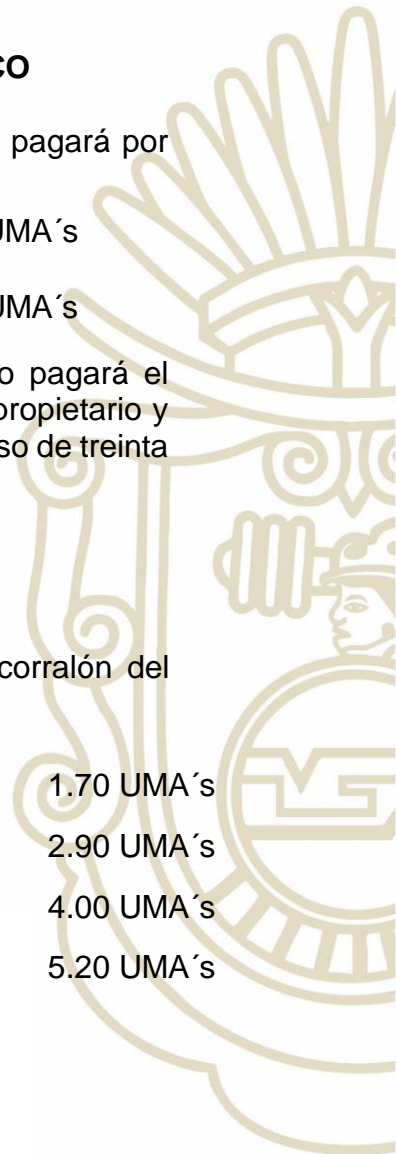 CO
pagará por
UMA´s
UMA´s
o pagará el
propietario y
so de treinta
corralón del
1.70 UMA´s
2.90 UMA´s
4.00 UMA´s
5.20 UMA´s